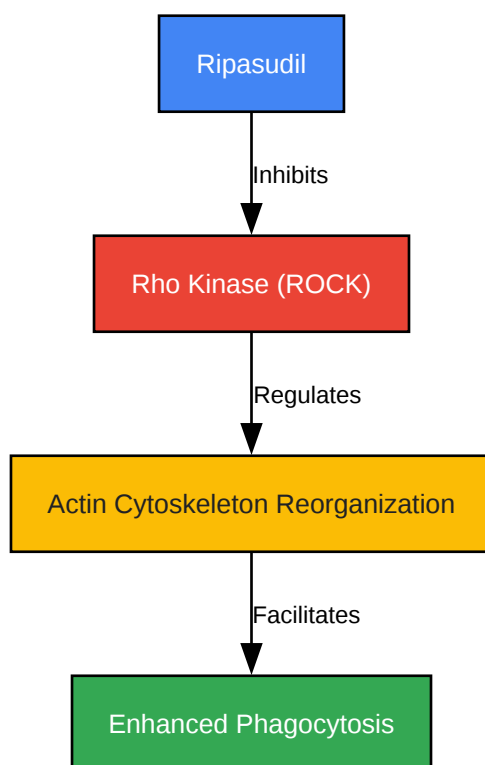 Ripasudil
Inhibits
Rho Kinase (ROCK)
Regulates
Actin Cytoskeleton Reorganization
Facilitates
Enhanced Phagocytosis